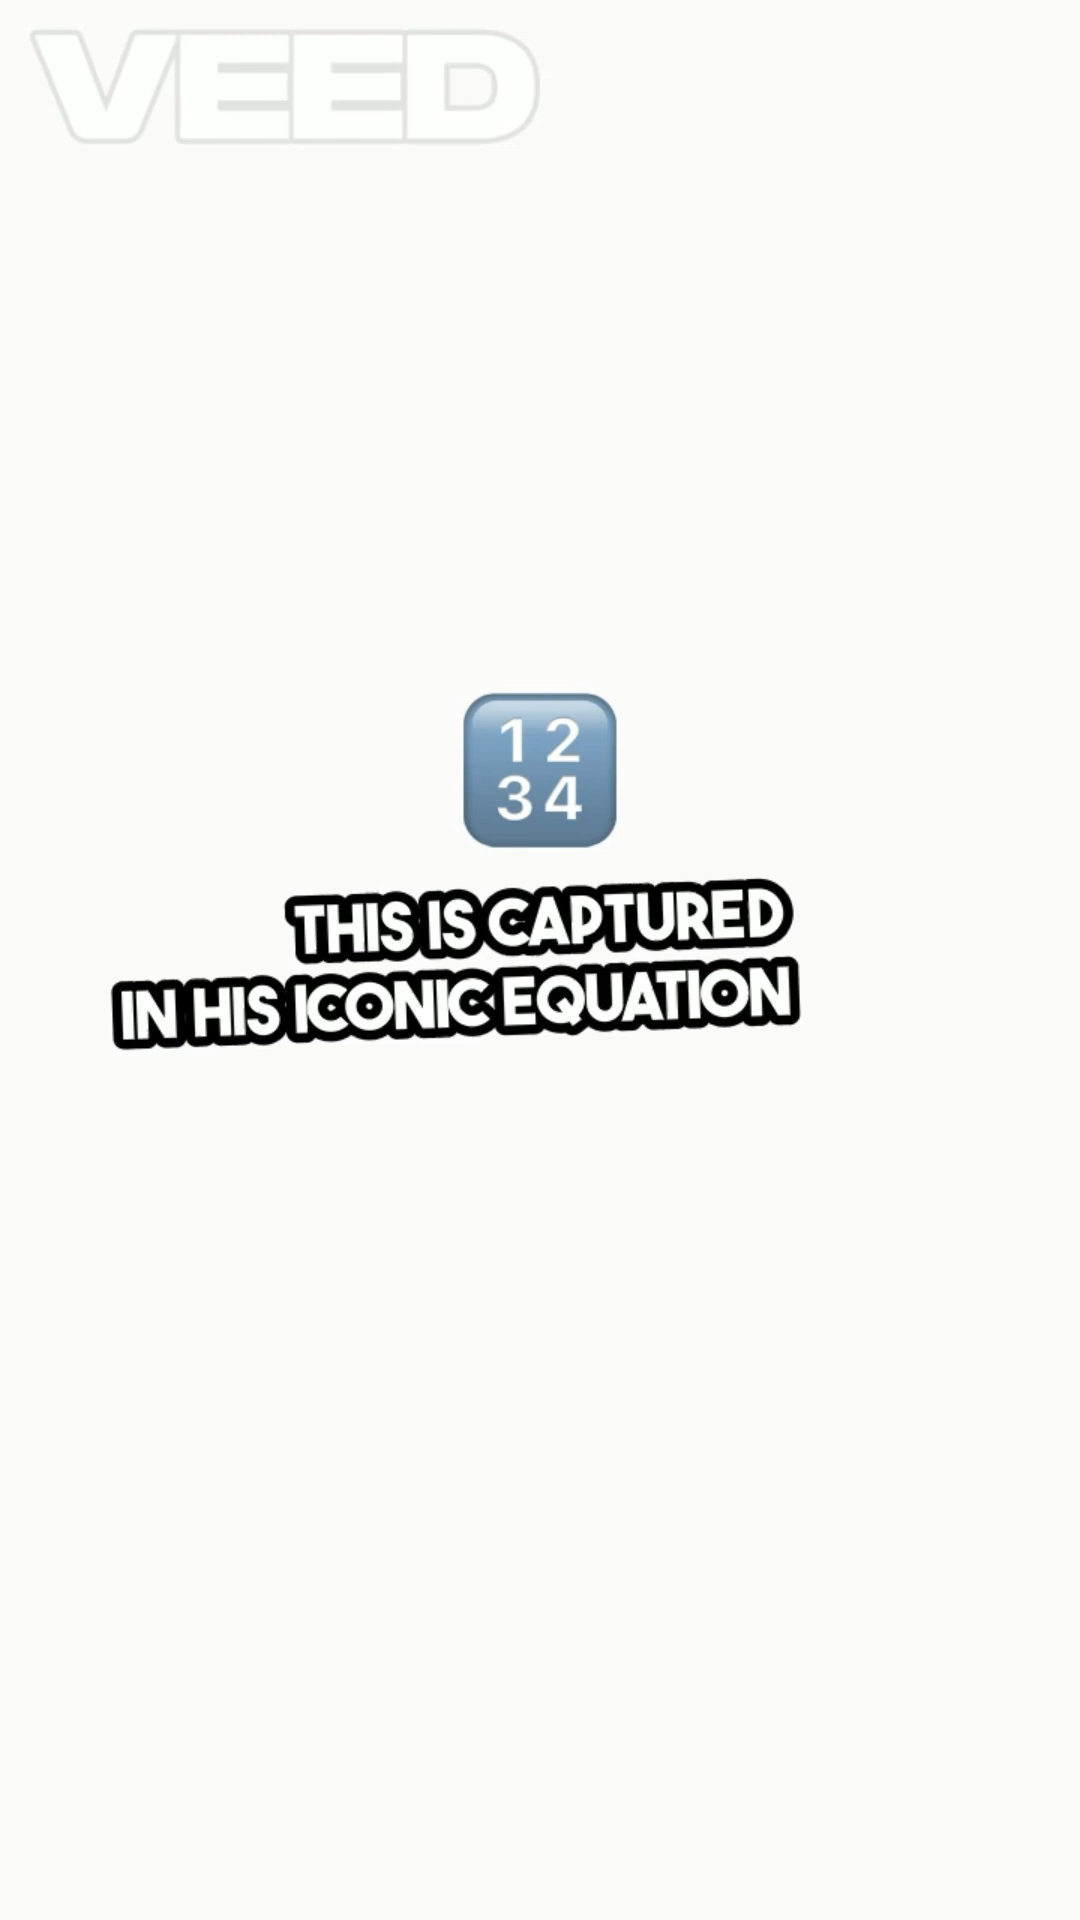 VEED
1 2
3 4
THIS IS CAPTURED
IN HIS ICONIC EQUATION